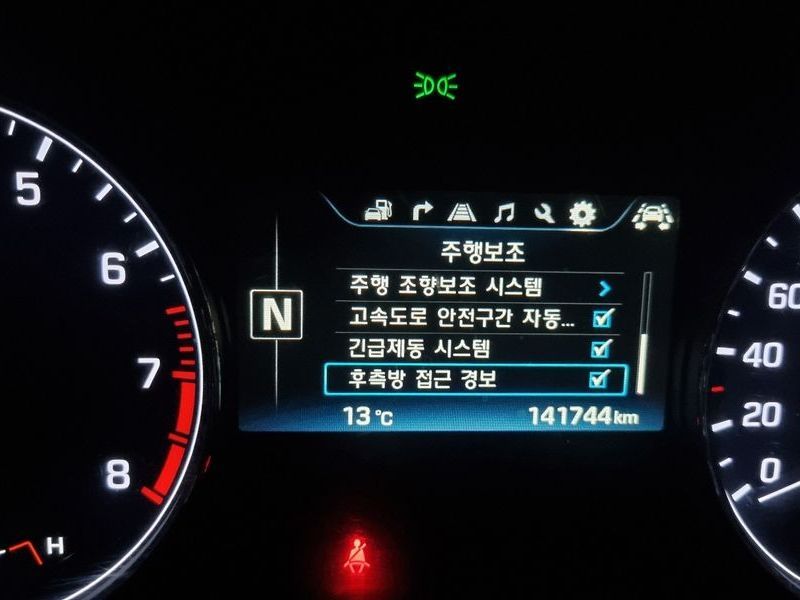 5
6
7
8
H
N
주행보조
주행 조향보조 시스템
고속도로 안전구간 자동...
긴급제동 시스템
후측방 접근 경보
13℃
141744km
60
40
20
0